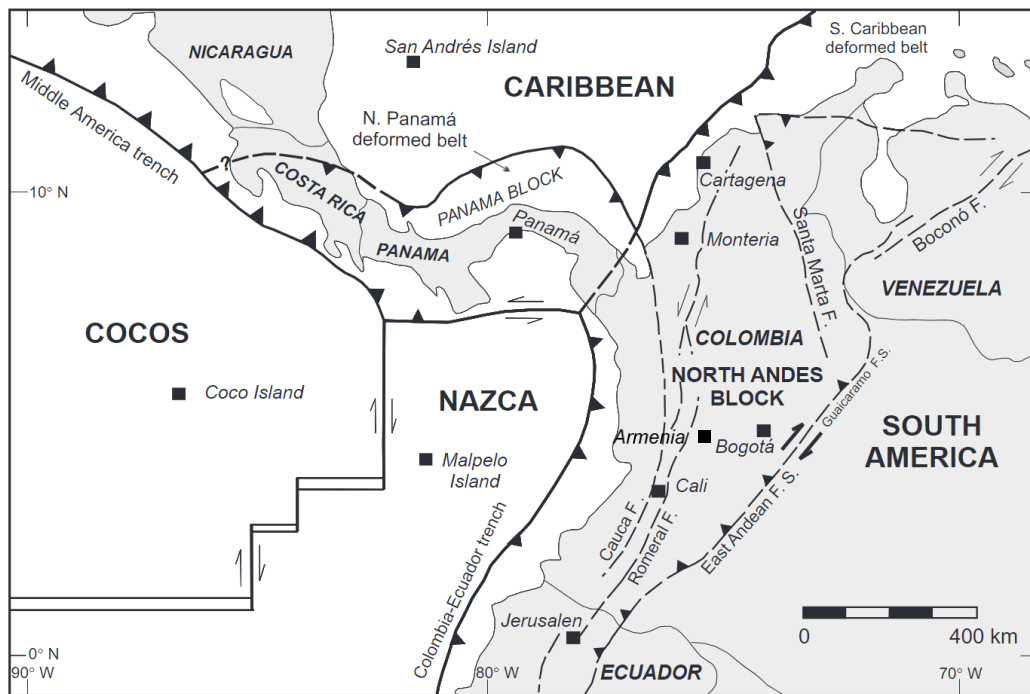 NICARAGUA
San Andrés Island
S. Caribbean
deformed belt
CARIBBEAN
Middle America trench
N. Panamá
deformed belt
?
10° N
COSTA RICA
PANAMA BLOCK
Cartagena
Panamá
Monteria
Santa Marta F.
Boconó F.
PANAMA
VENEZUELA
COCOS
COLOMBIA
Coco Island
NAZCA
NORTH ANDES
BLOCK
Guaicaramo F.S.
SOUTH
AMERICA
Armenia
Bogotá
Malpelo
Island
Cali
Cauca F.
Romeral F.
East Andean F. S.
Colombia-Ecuador trench
Jerusalen
0
400 km
0° N
90° W
80° W
ECUADOR
70° W